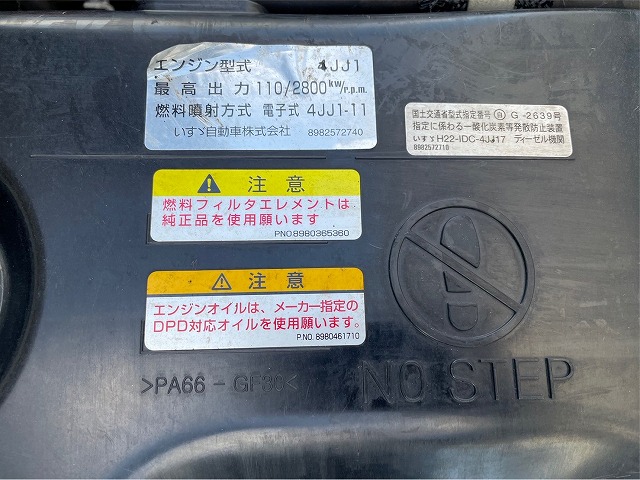 エンジン型式 4JJ1
最高出力 110/2800kW/r.p.m.
燃料噴射方式 電子式 4JJ1-11
いすゞ自動車株式会社 8982572740
国土交通省型式指定番号 自 G-2639号
指定に係わる一酸化炭素等発散防止装置
いすゞH22-IDC-4JJ17 ディーゼル機関
8982572710
注意
燃料フィルタエレメントは
純正品を使用願います
P.NO.8980365360
注意
エンジンオイルは、メーカー指定の
DPD対応オイルを使用願います。
P.NO. 8980461710
>PA66-GF30<
NO STEP